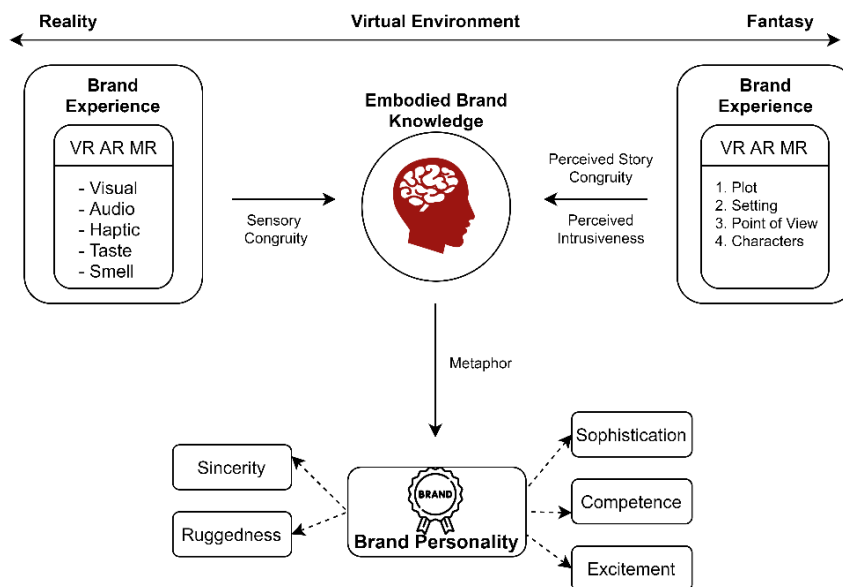 Reality
Virtual Environment
Fantasy
Brand
Experience
VR AR MR
- Visual
- Audio
- Haptic
- Taste
- Smell
Sensory
Congruity
Embodied Brand
Knowledge
Perceived Story
Congruity
Perceived
Intrusiveness
Brand
Experience
VR AR MR
1. Plot
2. Setting
3. Point of View
4. Characters
Metaphor
Sincerity
Ruggedness
BRAND
Brand Personality
Sophistication
Competence
Excitement